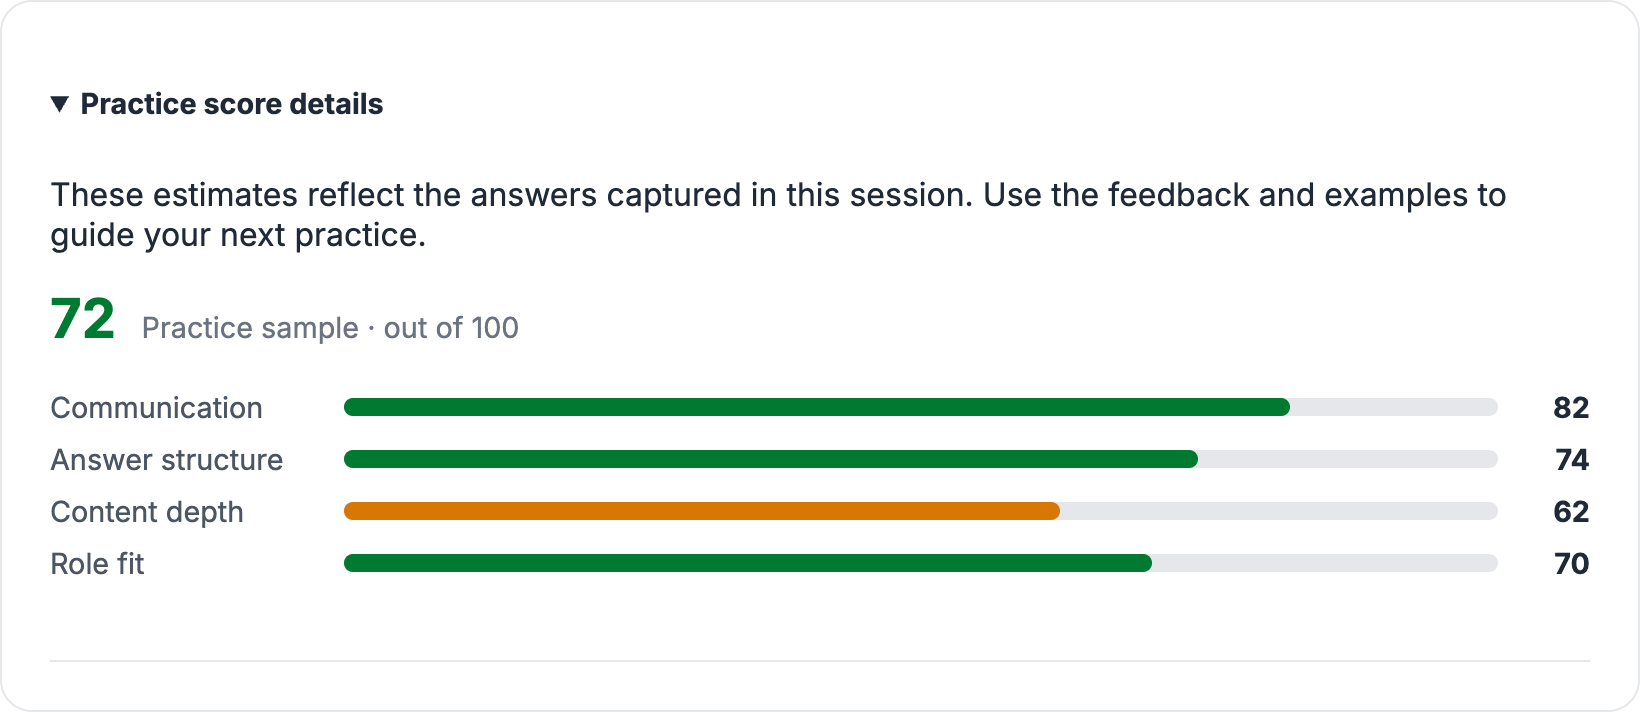 ▼ Practice score details
These estimates reflect the answers captured in this session. Use the feedback and examples to
guide your next practice.
72 Practice sample · out of 100
Communication 82
Answer structure 74
Content depth 62
Role fit 70